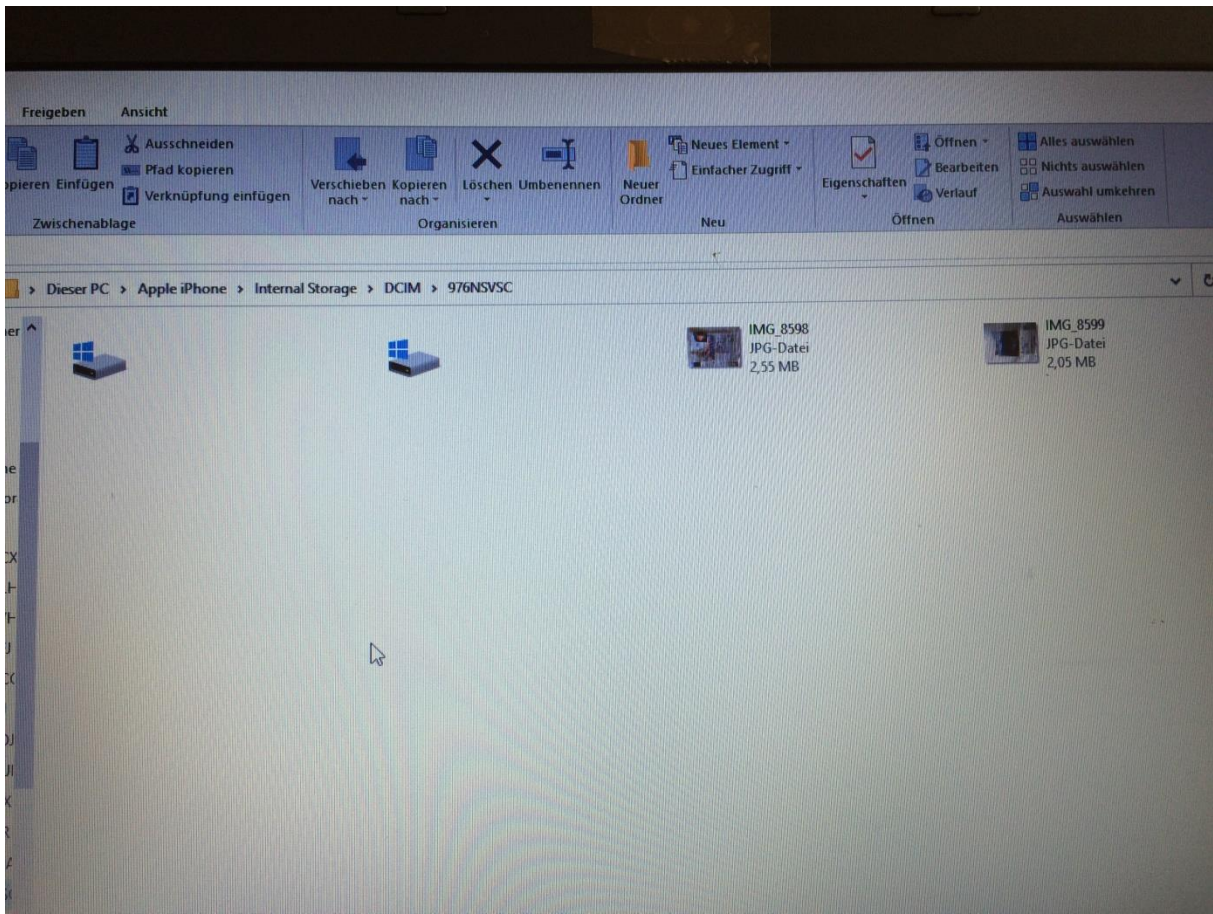 Freigeben Ansicht
Einfügen
Ausschneiden
Pfad kopieren
Verknüpfung einfügen
Zwischenablage
Verschieben nach
Kopieren nach
Löschen
Umbenennen
Organisieren
Neuer Ordner
Neues Element
Einfacher Zugriff
Neu
Eigenschaften
Öffnen
Bearbeiten
Verlauf
Öffnen
Alles auswählen
Nichts auswählen
Auswahl umkehren
Auswählen
> Dieser PC > Apple iPhone > Internal Storage > DCIM > 976NSVSC
IMG_8598
JPG-Datei
2,55 MB
IMG_8599
JPG-Datei
2,05 MB